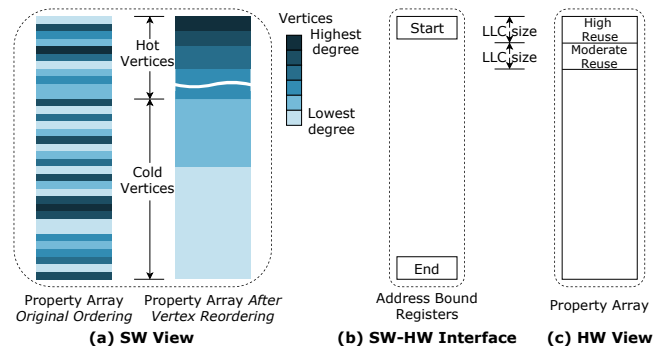 Hot
Vertices
Cold
Vertices
Property Array
Original Ordering
Property Array After
Vertex Reordering
(a) SW View
Vertices
Highest
degree
Lowest
degree
Start
End
Address Bound
Registers
(b) SW-HW Interface
LLC size
LLC size
High
Reuse
Moderate
Reuse
Property Array
(c) HW View